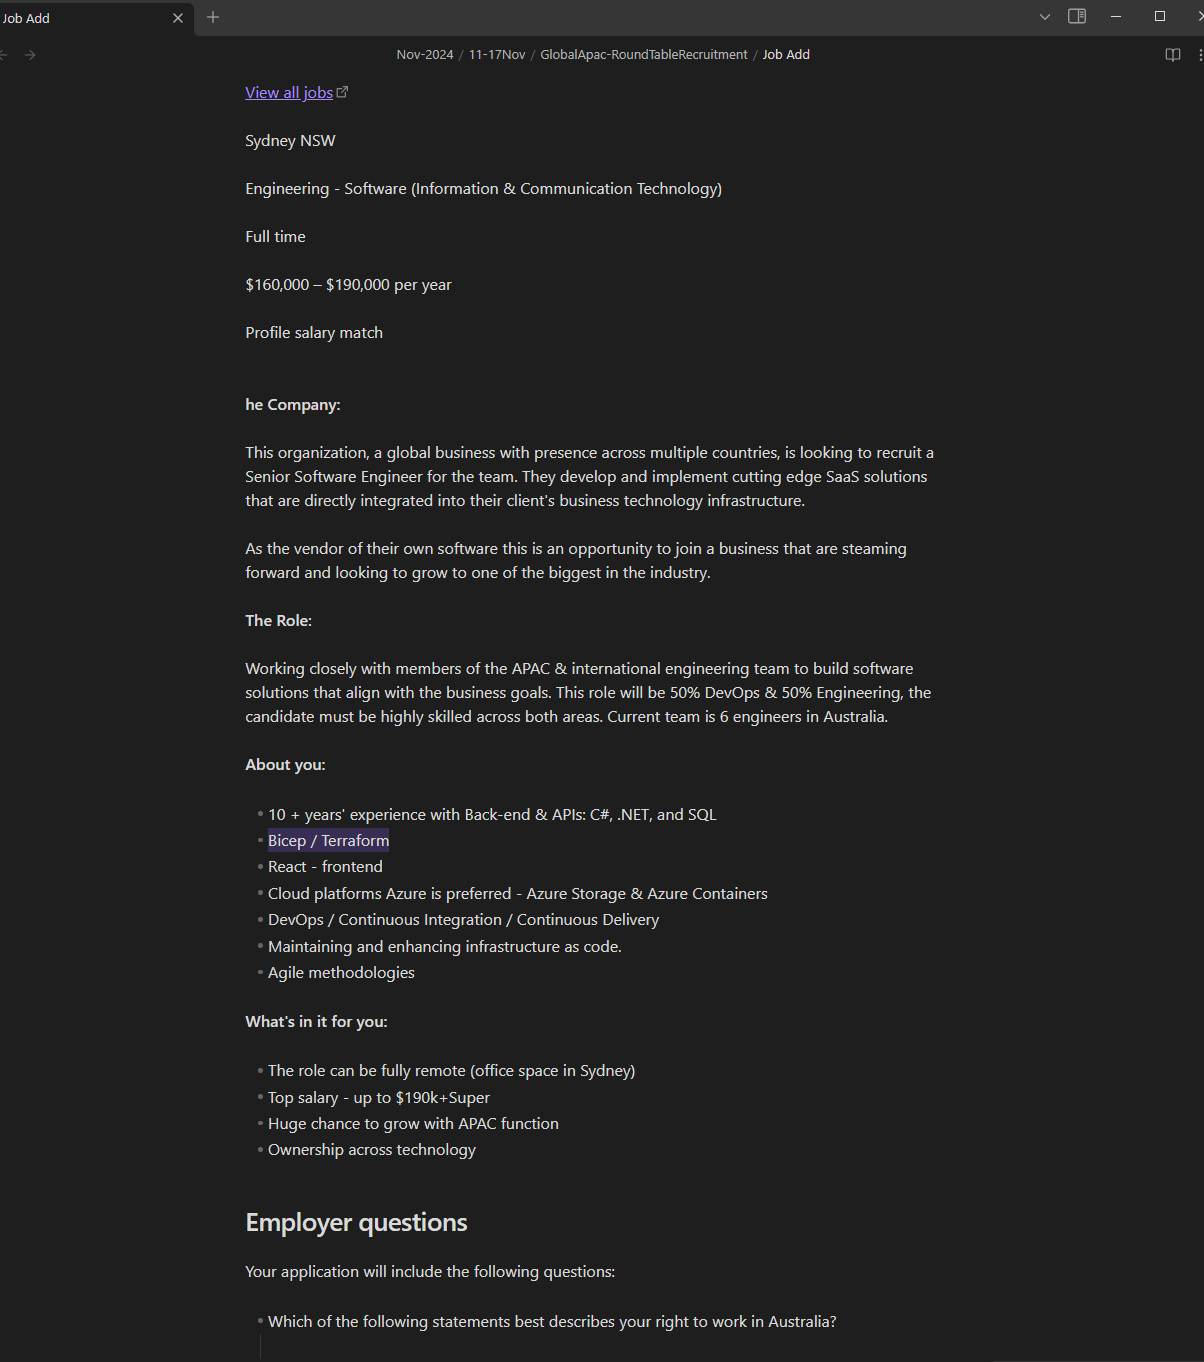 Job Add
Nov-2024 / 11-17Nov / GlobalApac-RoundTableRecruitment / Job Add
View all jobs
Sydney NSW
Engineering - Software (Information & Communication Technology)
Full time
$160,000 – $190,000 per year
Profile salary match
he Company:
This organization, a global business with presence across multiple countries, is looking to recruit a
Senior Software Engineer for the team. They develop and implement cutting edge SaaS solutions
that are directly integrated into their client's business technology infrastructure.
As the vendor of their own software this is an opportunity to join a business that are steaming
forward and looking to grow to one of the biggest in the industry.
The Role:
Working closely with members of the APAC & international engineering team to build software
solutions that align with the business goals. This role will be 50% DevOps & 50% Engineering, the
candidate must be highly skilled across both areas. Current team is 6 engineers in Australia.
About you:
• 10 + years' experience with Back-end & APIs: C#, .NET, and SQL
• Bicep / Terraform
• React - frontend
• Cloud platforms Azure is preferred - Azure Storage & Azure Containers
• DevOps / Continuous Integration / Continuous Delivery
• Maintaining and enhancing infrastructure as code.
• Agile methodologies
What's in it for you:
• The role can be fully remote (office space in Sydney)
• Top salary - up to $190k+Super
• Huge chance to grow with APAC function
• Ownership across technology
Employer questions
Your application will include the following questions:
• Which of the following statements best describes your right to work in Australia?